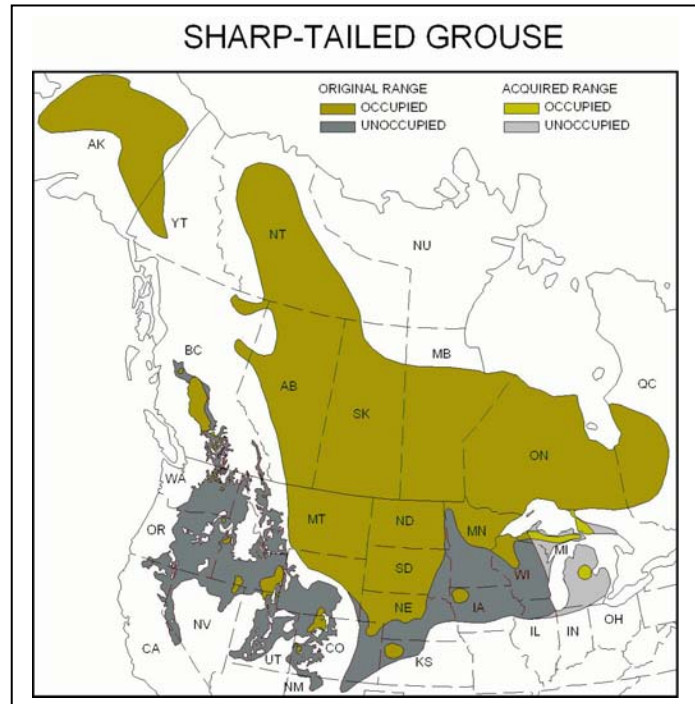 SHARP-TAILED GROUSE
ORIGINAL RANGE
OCCUPIED
UNOCCUPIED
ACQUIRED RANGE
OCCUPIED
UNOCCUPIED
AK
YT
NT
NU
BC
AB
SK
MB
ON
QC
WA
OR
MT
ND
SD
NE
MN
WI
MI
IA
IL
IN
OH
CA
NV
UT
CO
KS
NM